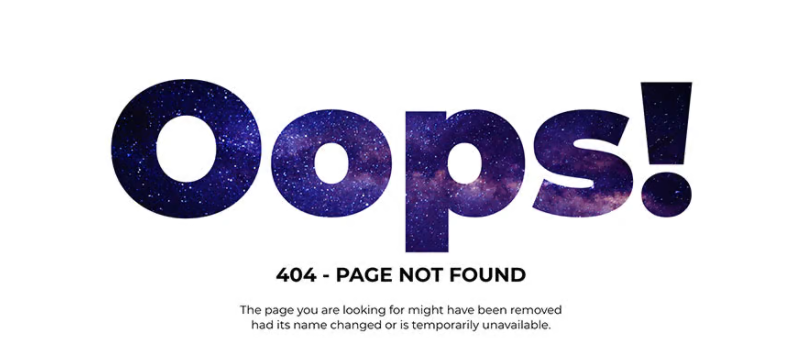 Oops!
404 - PAGE NOT FOUND
The page you are looking for might have been removed
had its name changed or is temporarily unavailable.